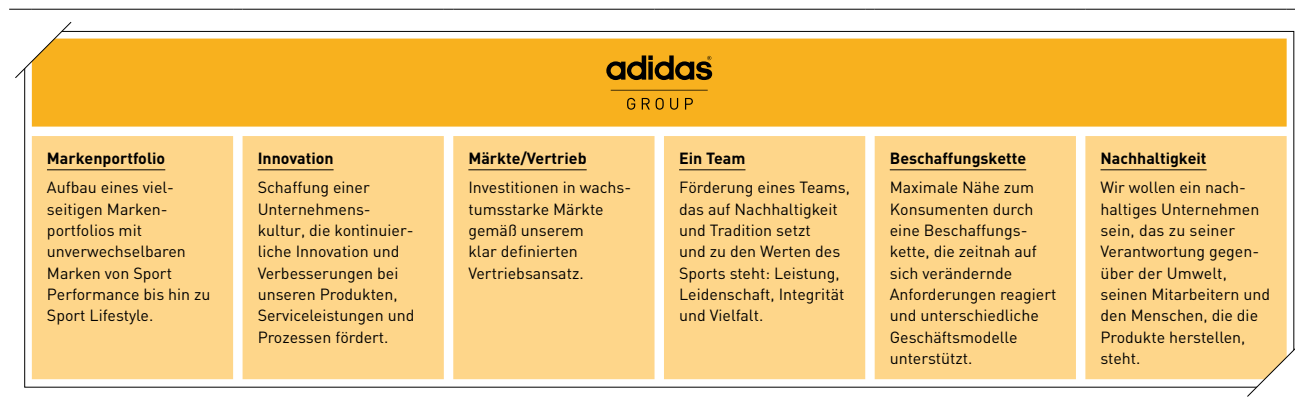 adidas®
GROUP
Markenportfolio
Aufbau eines viel-
seitigen Marken-
portfolios mit
unverwechselbaren
Marken von Sport
Performance bis hin zu
Sport Lifestyle.
Innovation
Schaffung einer
Unternehmens-
kultur, die kontinuier-
liche Innovation und
Verbesserungen bei
unseren Produkten,
Serviceleistungen und
Prozessen fördert.
Märkte/Vertrieb
Investitionen in wachs-
tumsstarke Märkte
gemäß unserem
klar definierten
Vertriebsansatz.
Ein Team
Förderung eines Teams,
das auf Nachhaltigkeit
und Tradition setzt
und zu den Werten des
Sports steht: Leistung,
Leidenschaft, Integrität
und Vielfalt.
Beschaffungskette
Maximale Nähe zum
Konsumenten durch
eine Beschaffungs-
kette, die zeitnah auf
sich verändernde
Anforderungen reagiert
und unterschiedliche
Geschäftsmodelle
unterstützt.
Nachhaltigkeit
Wir wollen ein nach-
haltiges Unternehmen
sein, das zu seiner
Verantwortung gegen-
über der Umwelt,
seinen Mitarbeitern und
den Menschen, die die
Produkte herstellen,
steht.